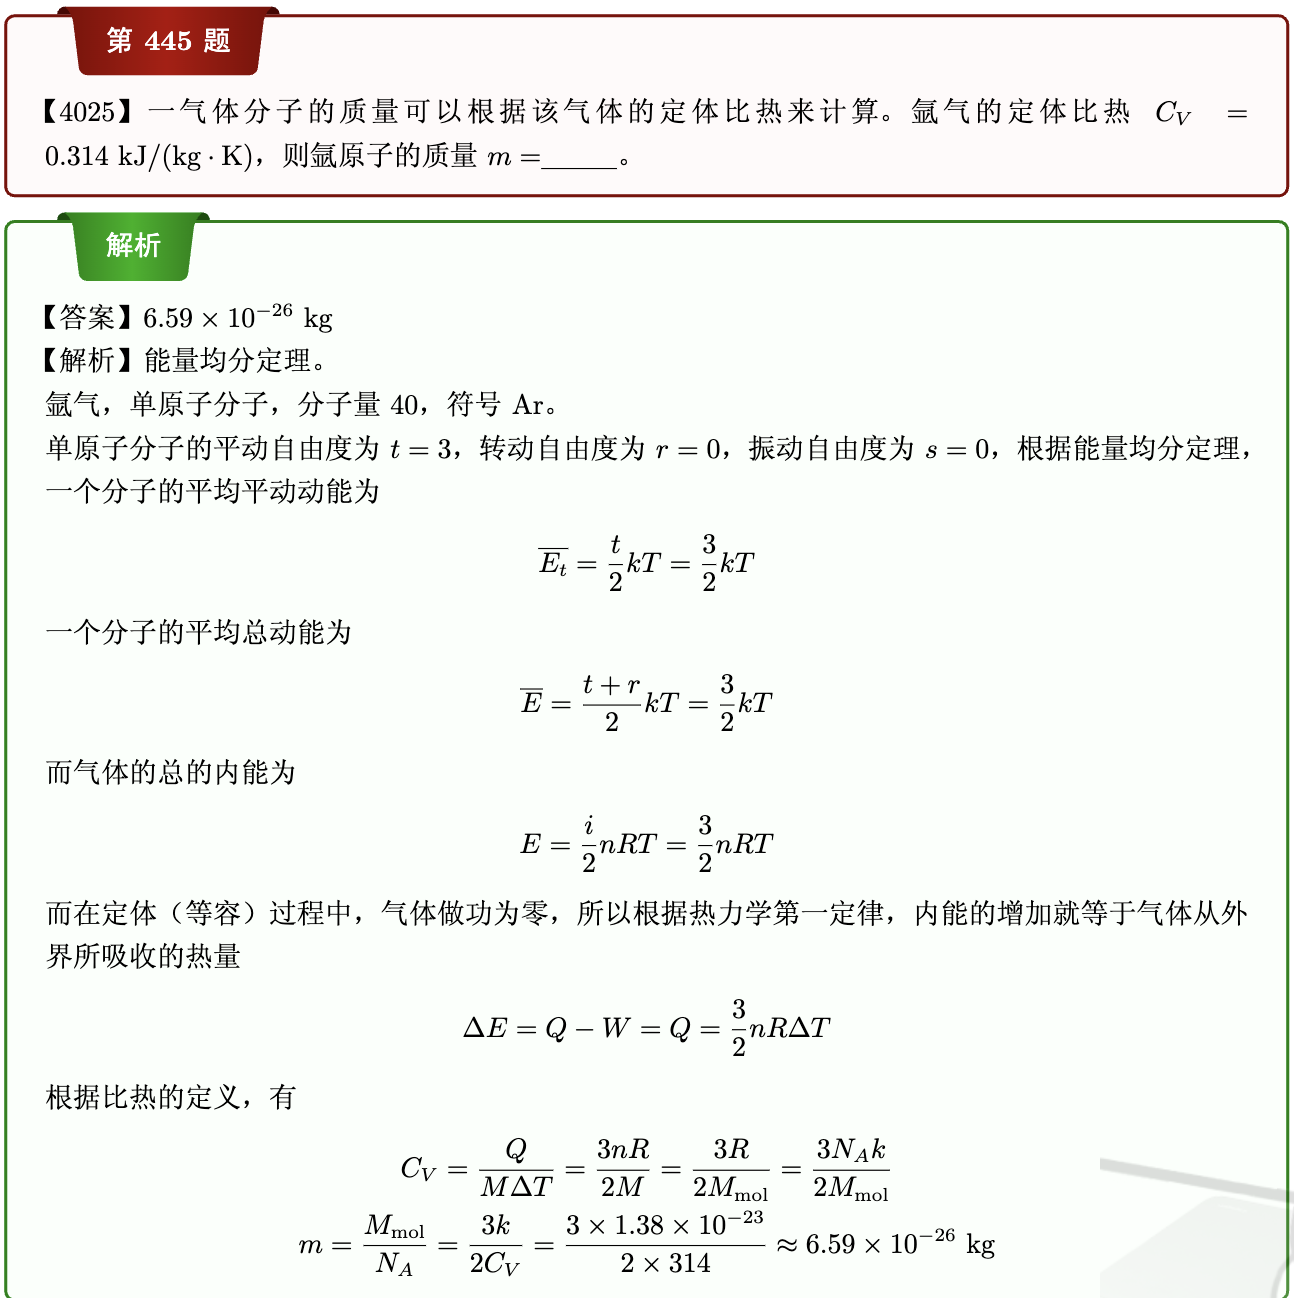 第 445 题
【4025】一气体分子的质量可以根据该气体的定体比热来计算。氩气的定体比热 $C_V$ =
0.314 kJ/(kg · K)，则氩原子的质量 $m$ =______。
解析
【答案】$6.59 \times 10^{-26}$ kg
【解析】能量均分定理。
氩气，单原子分子，分子量 40，符号 Ar。
单原子分子的平动自由度为 $t = 3$，转动自由度为 $r = 0$，振动自由度为 $s = 0$，根据能量均分定理，
一个分子的平均平动动能为
$\overline{E_t} = \frac{t}{2}kT = \frac{3}{2}kT$
一个分子的平均总动能为
$\overline{E} = \frac{t+r}{2}kT = \frac{3}{2}kT$
而气体的总的内能为
$E = \frac{i}{2}nRT = \frac{3}{2}nRT$
而在定体（等容）过程中，气体做功为零，所以根据热力学第一定律，内能的增加就等于气体从外
界所吸收的热量
$\Delta E = Q - W = Q = \frac{3}{2}nR\Delta T$
根据比热的定义，有
$C_V = \frac{Q}{M\Delta T} = \frac{3nR}{2M} = \frac{3R}{2M_{\text{mol}}} = \frac{3N_A k}{2M_{\text{mol}}}$
$m = \frac{M_{\text{mol}}}{N_A} = \frac{3k}{2C_V} = \frac{3 \times 1.38 \times 10^{-23}}{2 \times 314} \approx 6.59 \times 10^{-26}$ kg